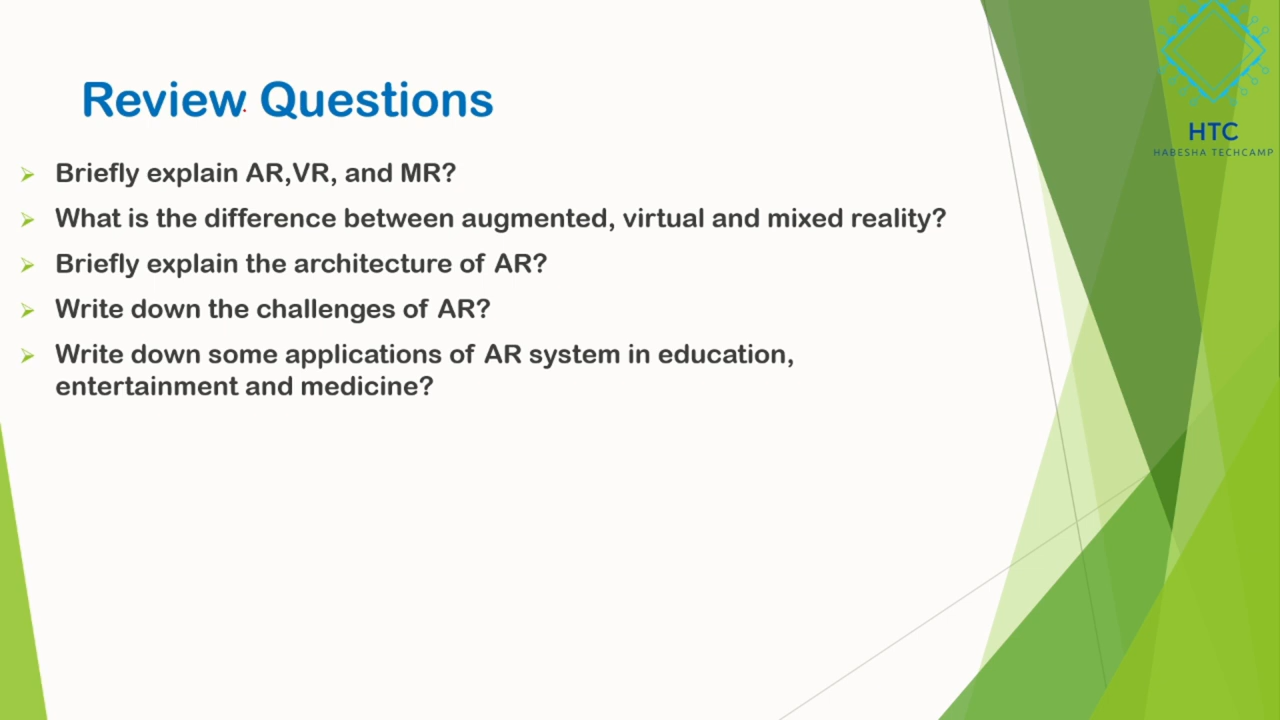 Review Questions
Briefly explain AR,VR, and MR?
What is the difference between augmented, virtual and mixed reality?
Briefly explain the architecture of AR?
Write down the challenges of AR?
Write down some applications of AR system in education,
entertainment and medicine?
HTC
HABESHA TECHCAMP